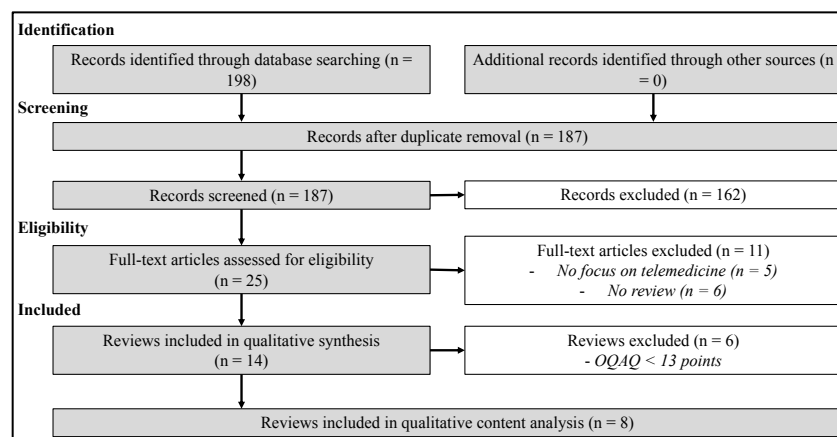 Identification
Records identified through database searching (n =
198)
Additional records identified through other sources (n
= 0)
Screening
Records after duplicate removal (n = 187)
Records screened (n = 187)
Records excluded (n = 162)
Eligibility
Full-text articles assessed for eligibility
(n = 25)
Full-text articles excluded (n = 11)
- No focus on telemedicine (n = 5)
- No review (n = 6)
Included
Reviews included in qualitative synthesis
(n = 14)
Reviews excluded (n = 6)
- OQAQ < 13 points
Reviews included in qualitative content analysis (n = 8)